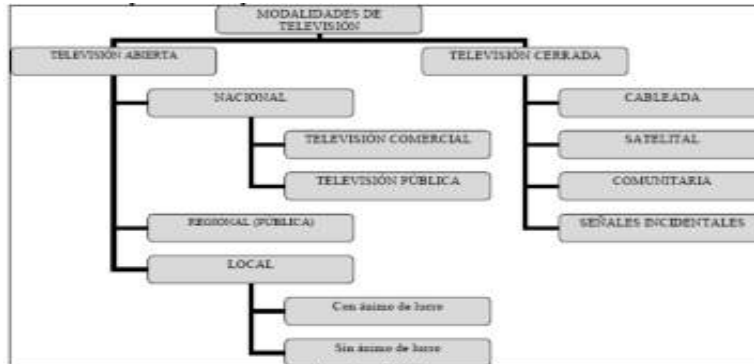 MODALIDADES DE
TELEVISIÓN
TELEVISIÓN ABIERTA
TELEVISIÓN CERRADA
NACIONAL
CABLEADA
TELEVISIÓN COMERCIAL
SATELITAL
TELEVISIÓN PÚBLICA
COMUNITARIA
REGIONAL (PÚBLICA)
SEÑALES INCIDENTALES
LOCAL
Con ánimo de lucro
Sin ánimo de lucro